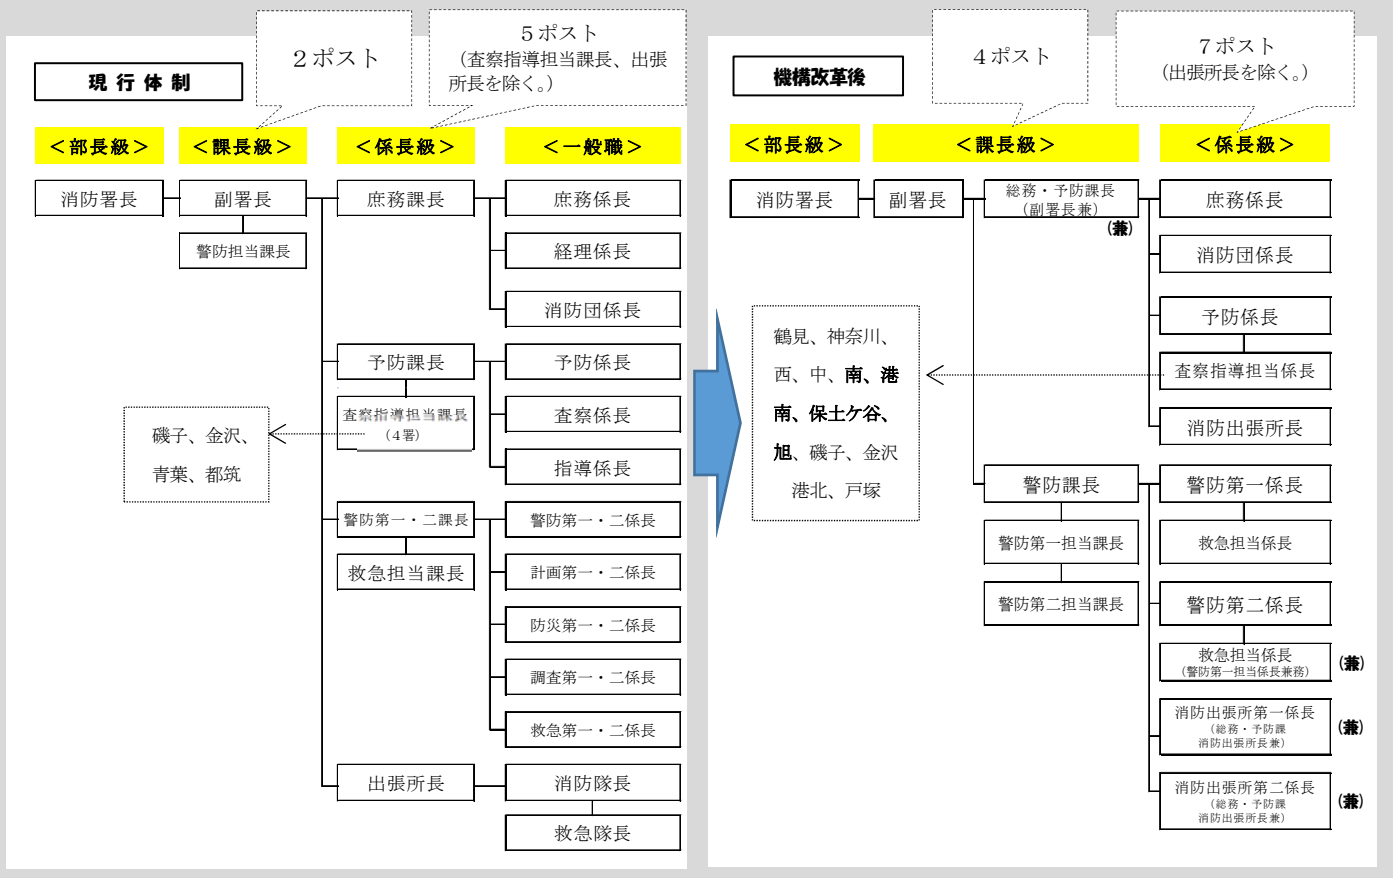 現行体制
２ポスト
５ポスト
（査察指導担当課長、出張
所長を除く。）
＜部長級＞
＜課長級＞
＜係長級＞
＜一般職＞
消防署長
副署長
警防担当課長
庶務課長
庶務係長
経理係長
消防団係長
予防課長
査察指導担当課長
（４署）
磯子、金沢、
青葉、都筑
予防係長
査察係長
指導係長
警防第一・二課長
救急担当課長
警防第一・二係長
計画第一・二係長
防災第一・二係長
調査第一・二係長
救急第一・二係長
出張所長
消防隊長
救急隊長
機構改革後
４ポスト
７ポスト
（出張所長を除く。）
＜部長級＞
＜課長級＞
＜係長級＞
消防署長
副署長
総務・予防課長
（副署長兼）
(兼)
庶務係長
消防団係長
予防係長
査察指導担当係長
鶴見、神奈川、
西、中、南、港
南、保土ケ谷、
旭、磯子、金沢
港北、戸塚
消防出張所長
警防課長
警防第一担当課長
警防第二担当課長
警防第一係長
救急担当係長
警防第二係長
救急担当係長
（警防第一担当係長兼務）
(兼)
消防出張所第一係長
（総務・予防課
消防出張所長兼）
(兼)
消防出張所第二係長
（総務・予防課
消防出張所長兼）
(兼)